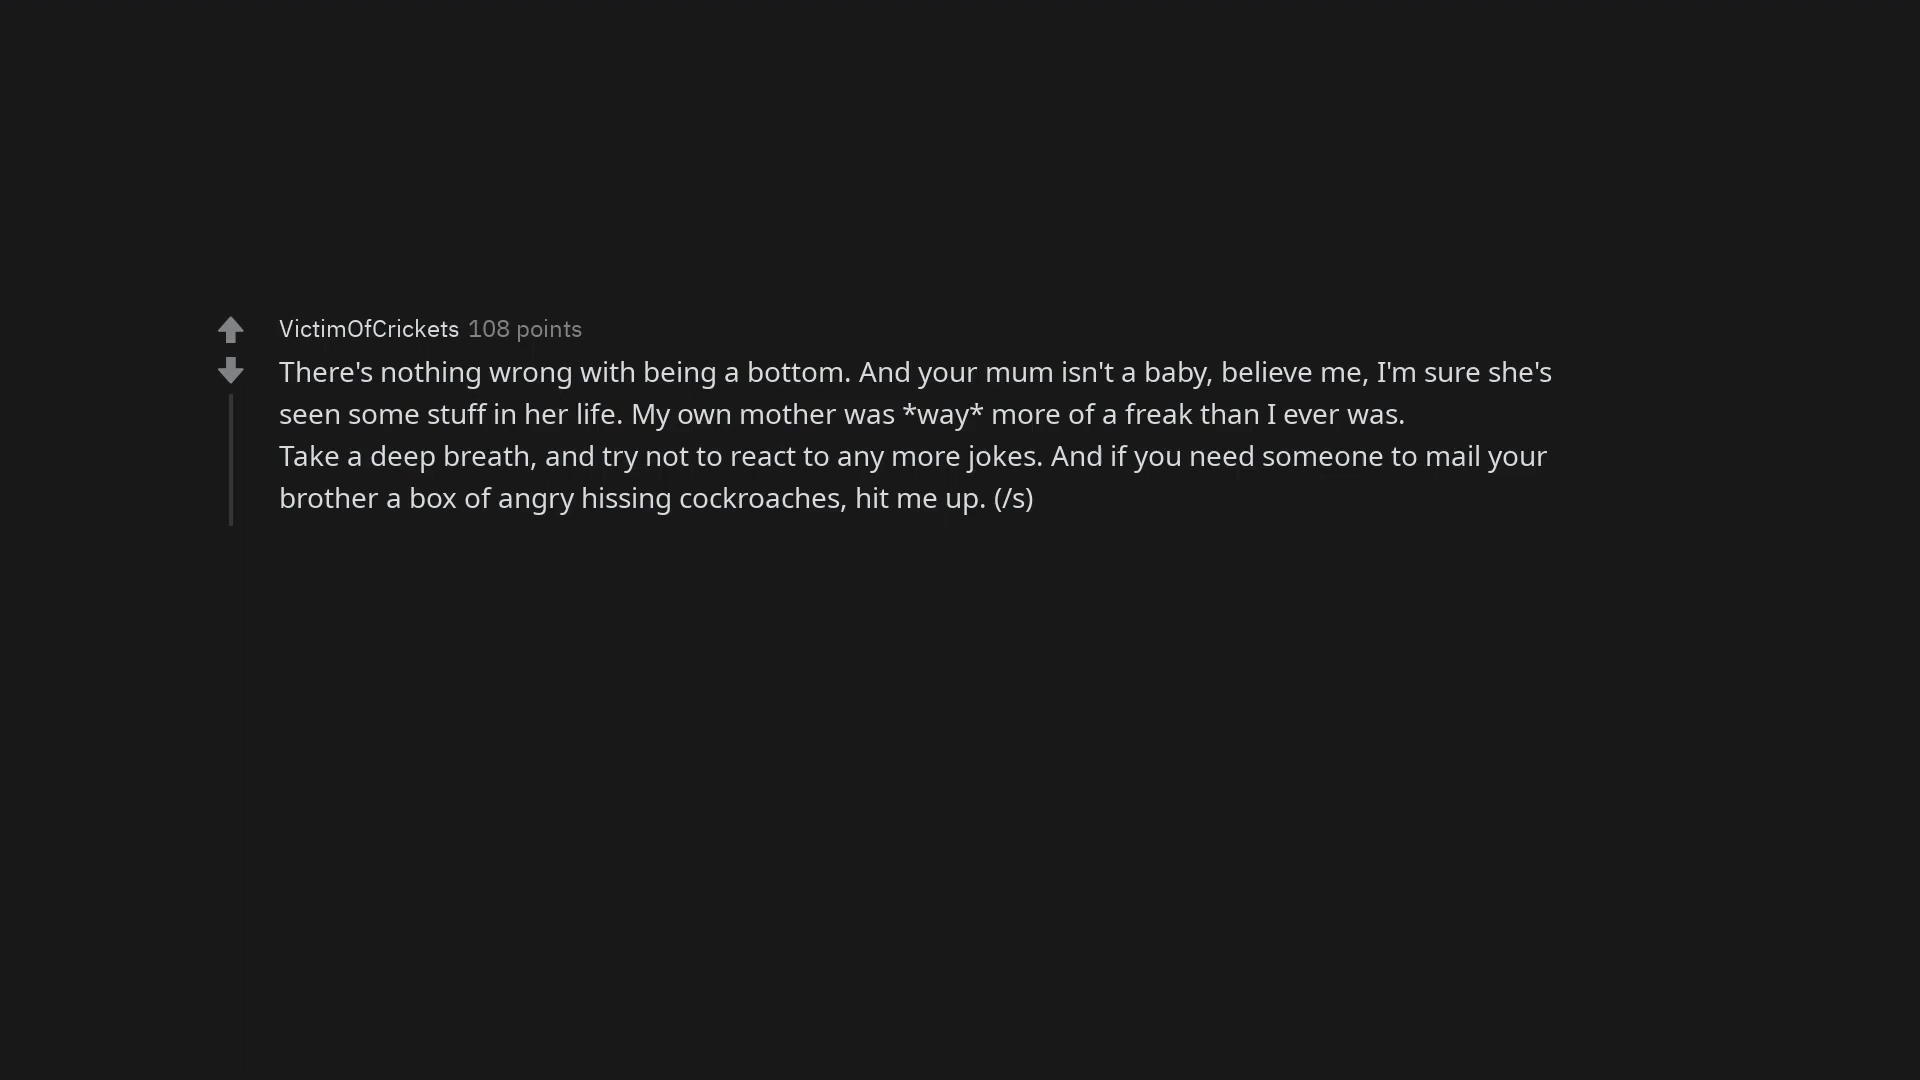 VictimOfCrickets 108 points
There's nothing wrong with being a bottom. And your mum isn't a baby, believe me, I'm sure she's
seen some stuff in her life. My own mother was *way* more of a freak than I ever was.
Take a deep breath, and try not to react to any more jokes. And if you need someone to mail your
brother a box of angry hissing cockroaches, hit me up. (/s)